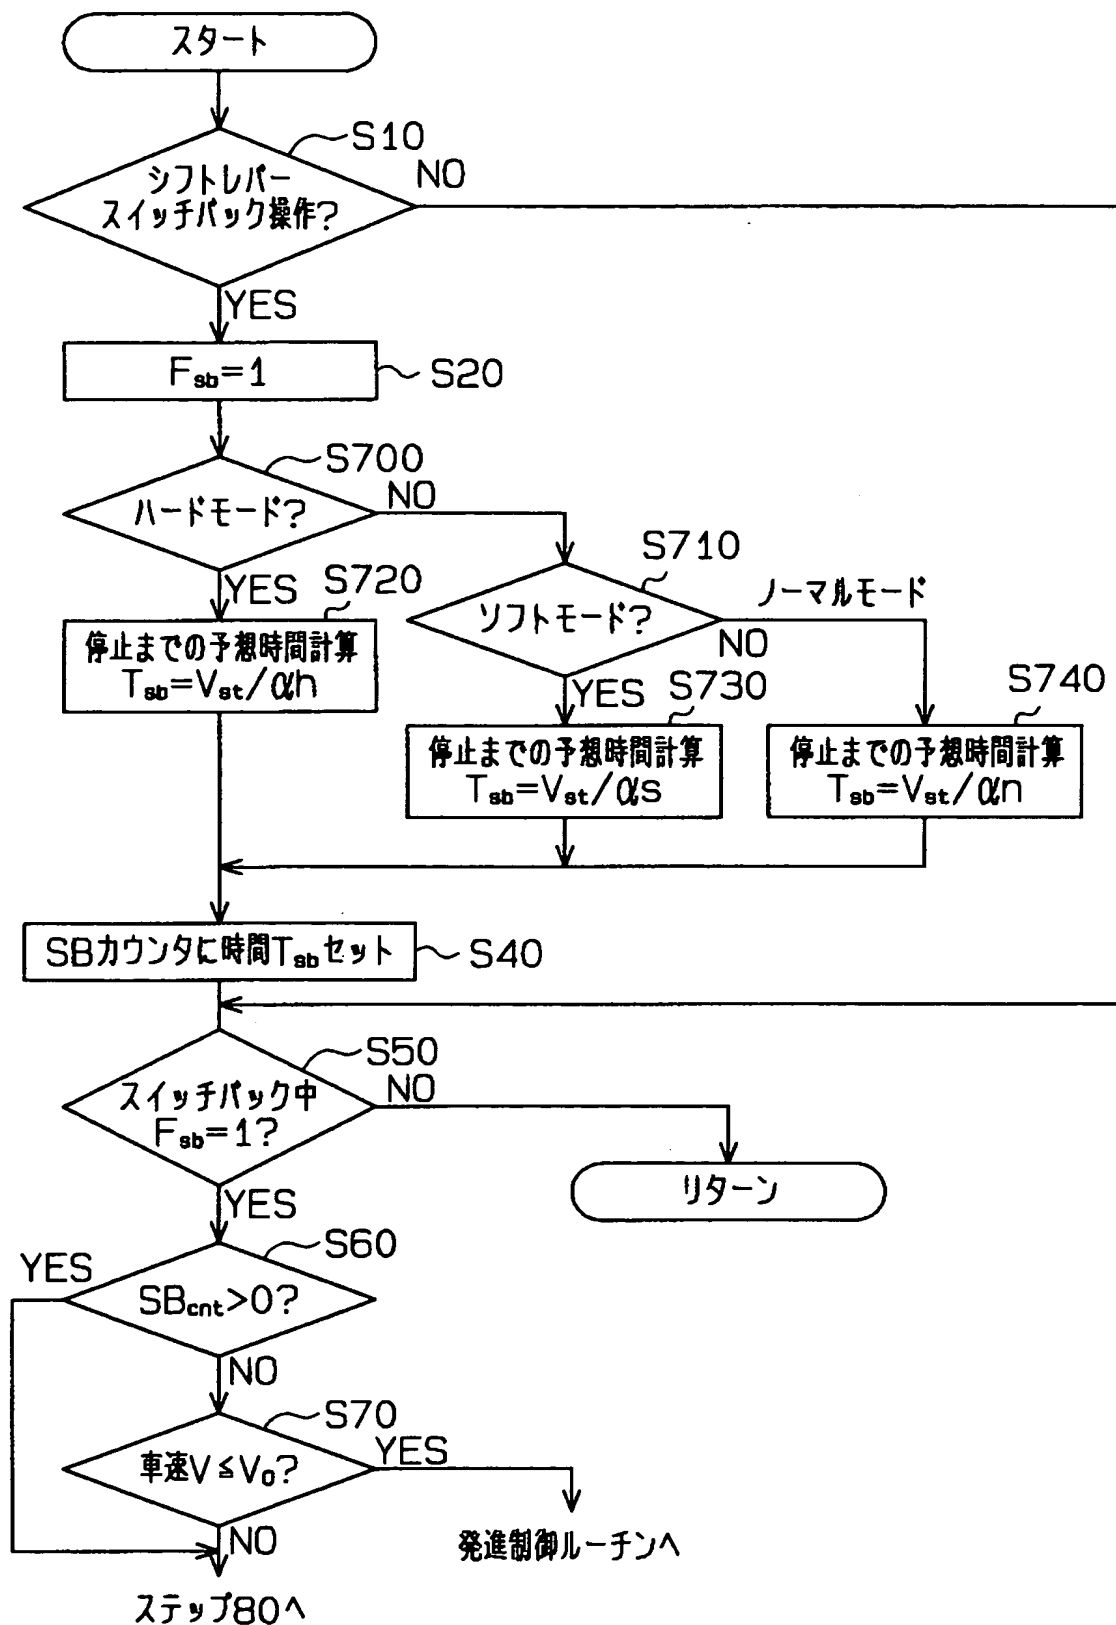 スタート
S10
シフトレバー
スイッチバック操作?
NO
YES
Fsb=1
S20
S700
ハードモード?
NO
YES
S710
ソフトモード?
ノーマルモード
NO
YES
S720
停止までの予想時間計算
Tsb=Vst/αh
S730
停止までの予想時間計算
Tsb=Vst/αs
S740
停止までの予想時間計算
Tsb=Vst/αn
SBカウンタに時間Tsbセット
S40
S50
スイッチバック中
Fsb=1?
NO
リターン
YES
S60
YES
SBcnt>0?
NO
S70
車速V≦V0?
YES
発進制御ルーチンへ
NO
ステップ80へ